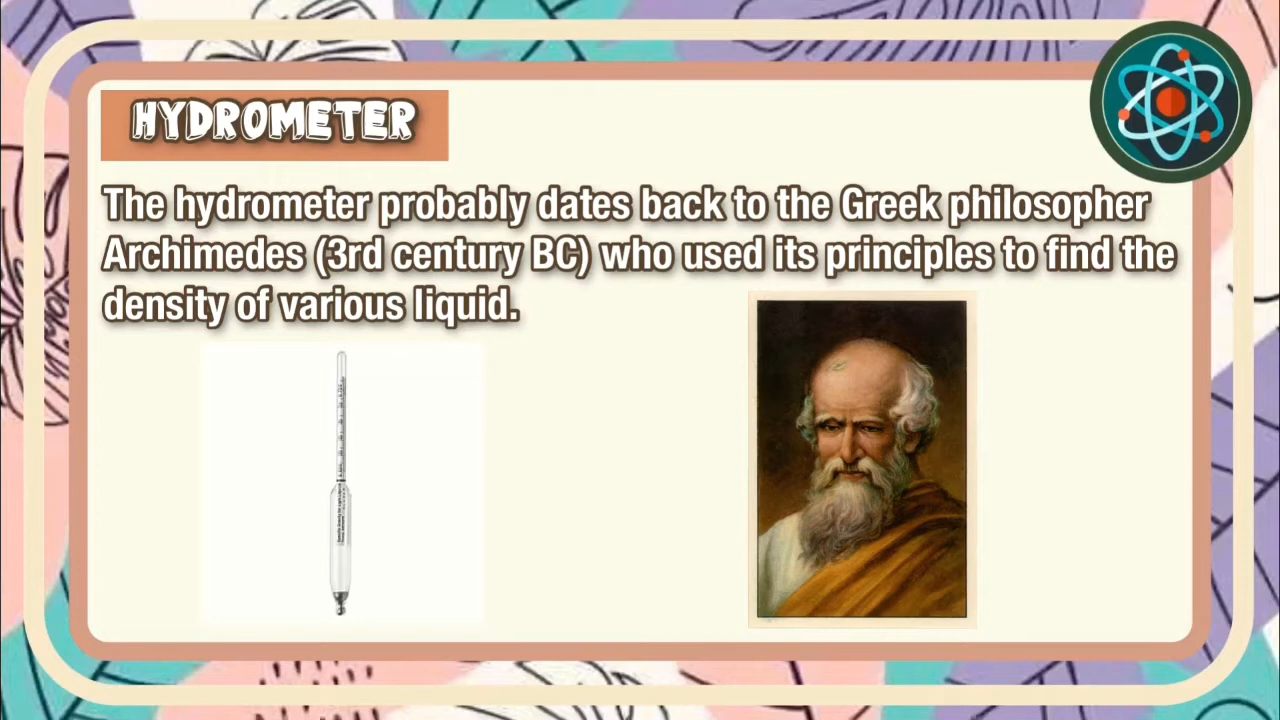 HYDROMETER
The hydrometer probably dates back to the Greek philosopher
Archimedes (3rd century BC) who used its principles to find the
density of various liquid.